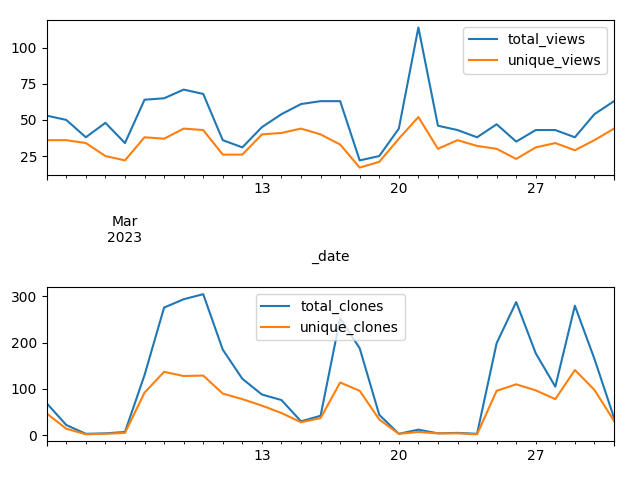 100
75
50
25
total_views
unique_views
13
20
27
Mar
2023
_date
300
200
100
0
total_clones
unique_clones
13
20
27